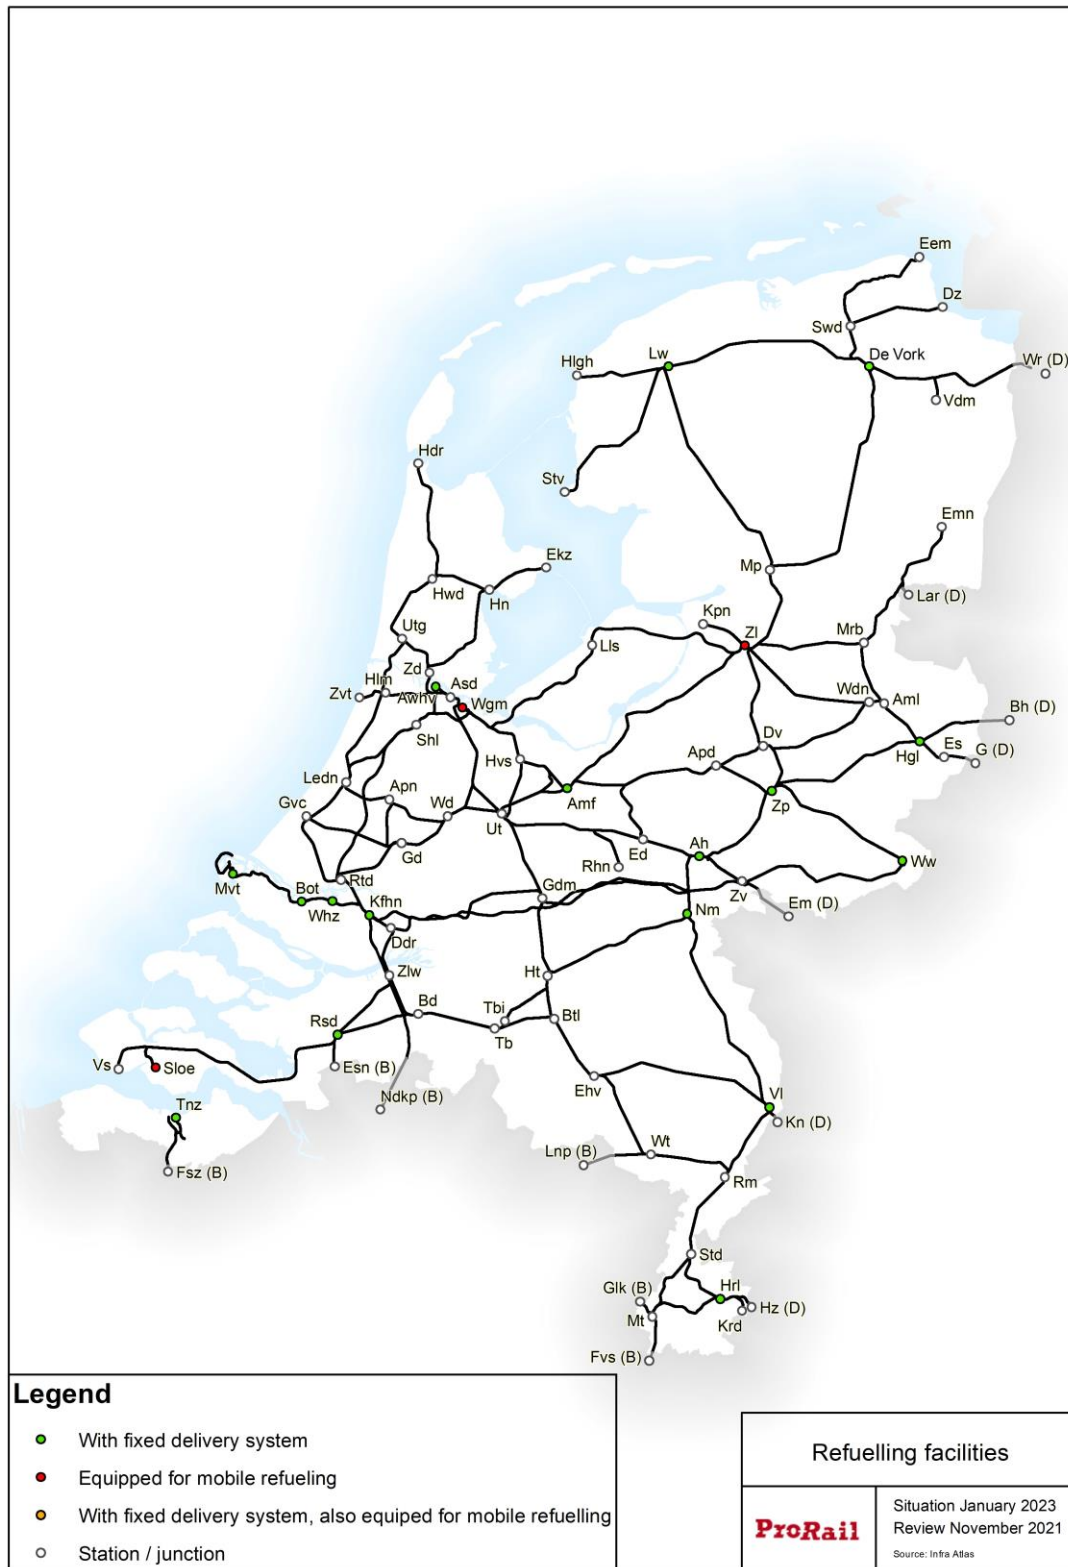 Eem
Dz
Swd
De Vork
Wr (D)
Lw
Hlgh
Vdm
Hdr
Stv
Emn
Ekz
Mp
Hwd
Hn
Lar (D)
Kpn
Utg
Zl
Mrb
Lls
Zd
Hlm
Asd
Zvt
Awhv
Wgm
Wdn
Aml
Bh (D)
Shl
Dv
Es
G (D)
Hgl
Hvs
Apd
Ledn
Apn
Amf
Zp
Gvc
Wd
Ut
Gd
Ed
Ah
Ww
Rhn
Mvt
Rtd
Bot
Kfhn
Gdm
Zv
Whz
Em (D)
Nm
Ddr
Zlw
Ht
Bd
Tbi
Btl
Rsd
Tb
Vs
Sloe
Esn (B)
Ehv
Ndkp (B)
Vl
Tnz
Kn (D)
Lnp (B)
Wt
Fsz (B)
Rm
Std
Glk (B)
Hrl
Hz (D)
Mt
Krd
Fvs (B)
Legend
With fixed delivery system
Equipped for mobile refueling
With fixed delivery system, also equiped for mobile refuelling
Station / junction
Refuelling facilities
ProRail
Situation January 2023
Review November 2021
Source: Infra Atlas